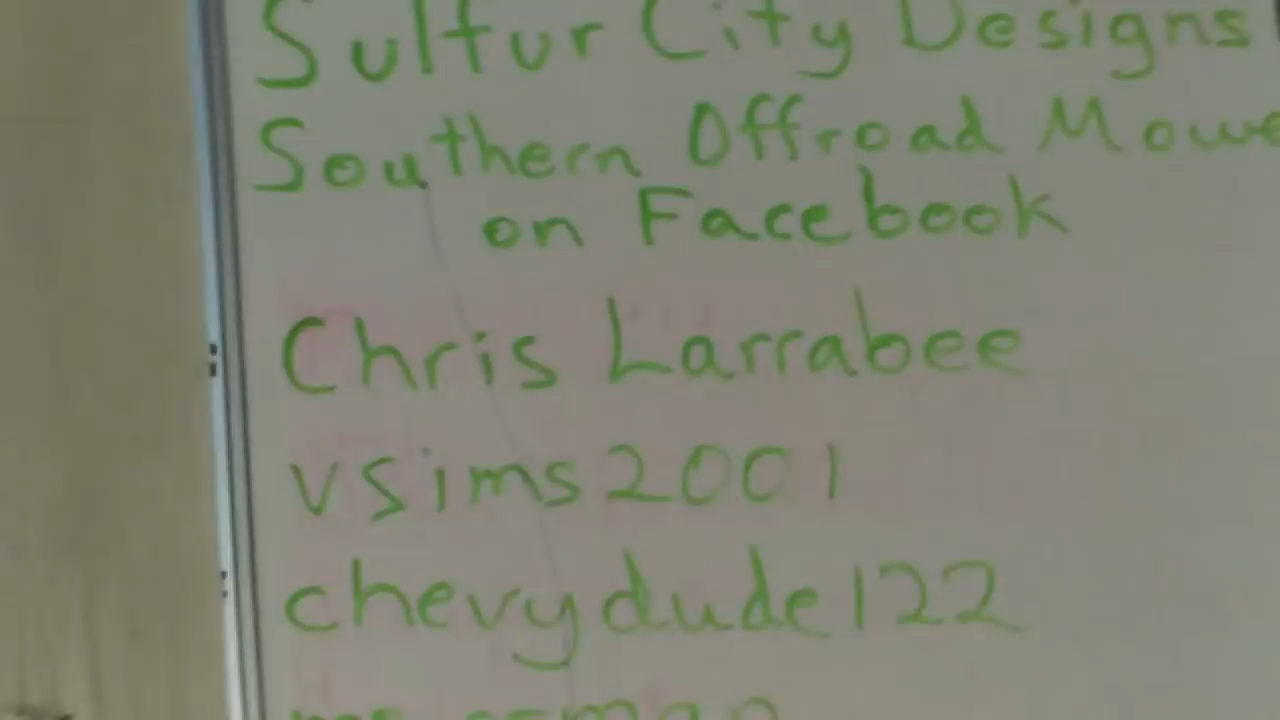 Sulfur City Designs
Southern Offroad Mowe
on Facebook
Chris Larrabee
vsims2001
chevydude122